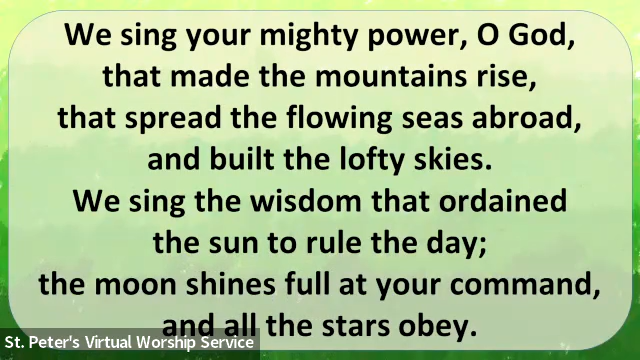 We sing your mighty power, O God,
that made the mountains rise,
that spread the flowing seas abroad,
and built the lofty skies.
We sing the wisdom that ordained
the sun to rule the day;
the moon shines full at your command,
and all the stars obey.
St. Peter's Virtual Worship Service